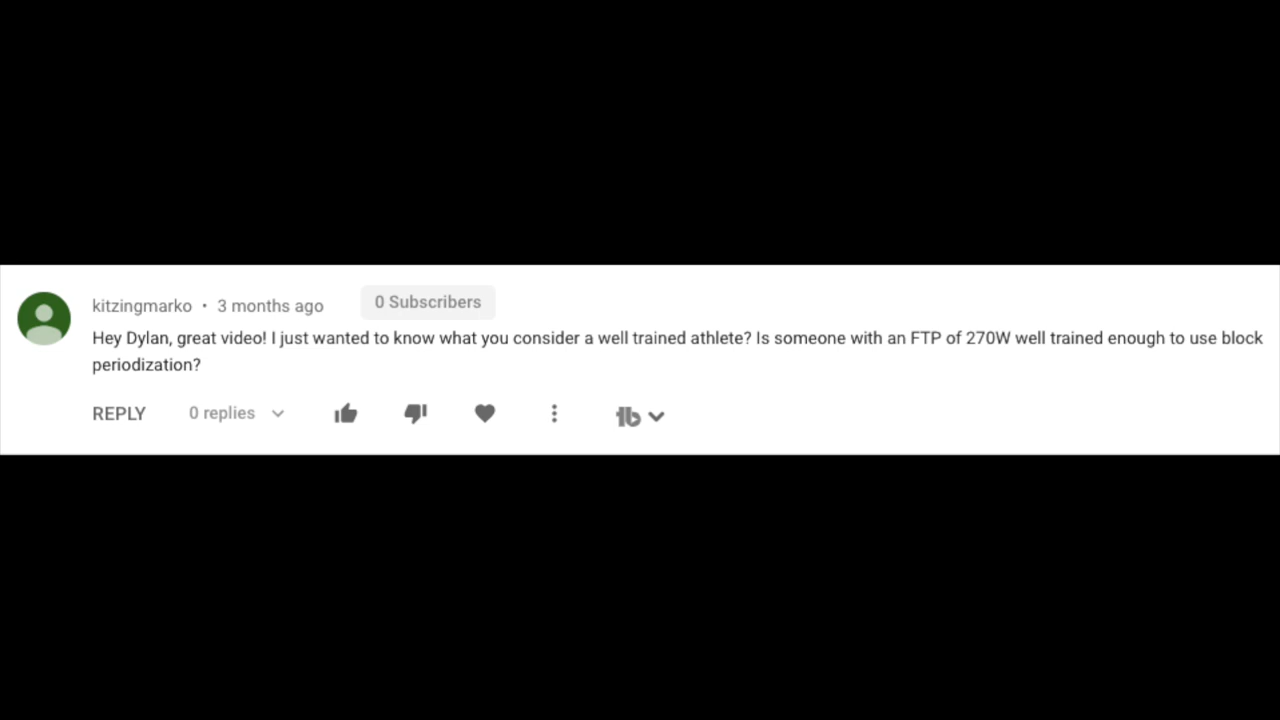 kitzingmarko • 3 months ago 0 Subscribers
Hey Dylan, great video! I just wanted to know what you consider a well trained athlete? Is someone with an FTP of 270W well trained enough to use block
periodization?
REPLY 0 replies